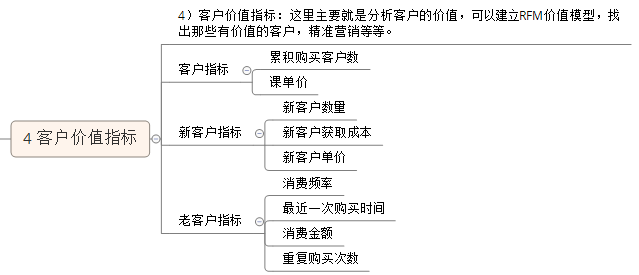 4）客户价值指标：这里主要就是分析客户的价值，可以建立RFM价值模型，找
出那些有价值的客户，精准营销等等。
4 客户价值指标
客户指标
累积购买客户数
课单价
新客户指标
新客户数量
新客户获取成本
新客户单价
老客户指标
消费频率
最近一次购买时间
消费金额
重复购买次数